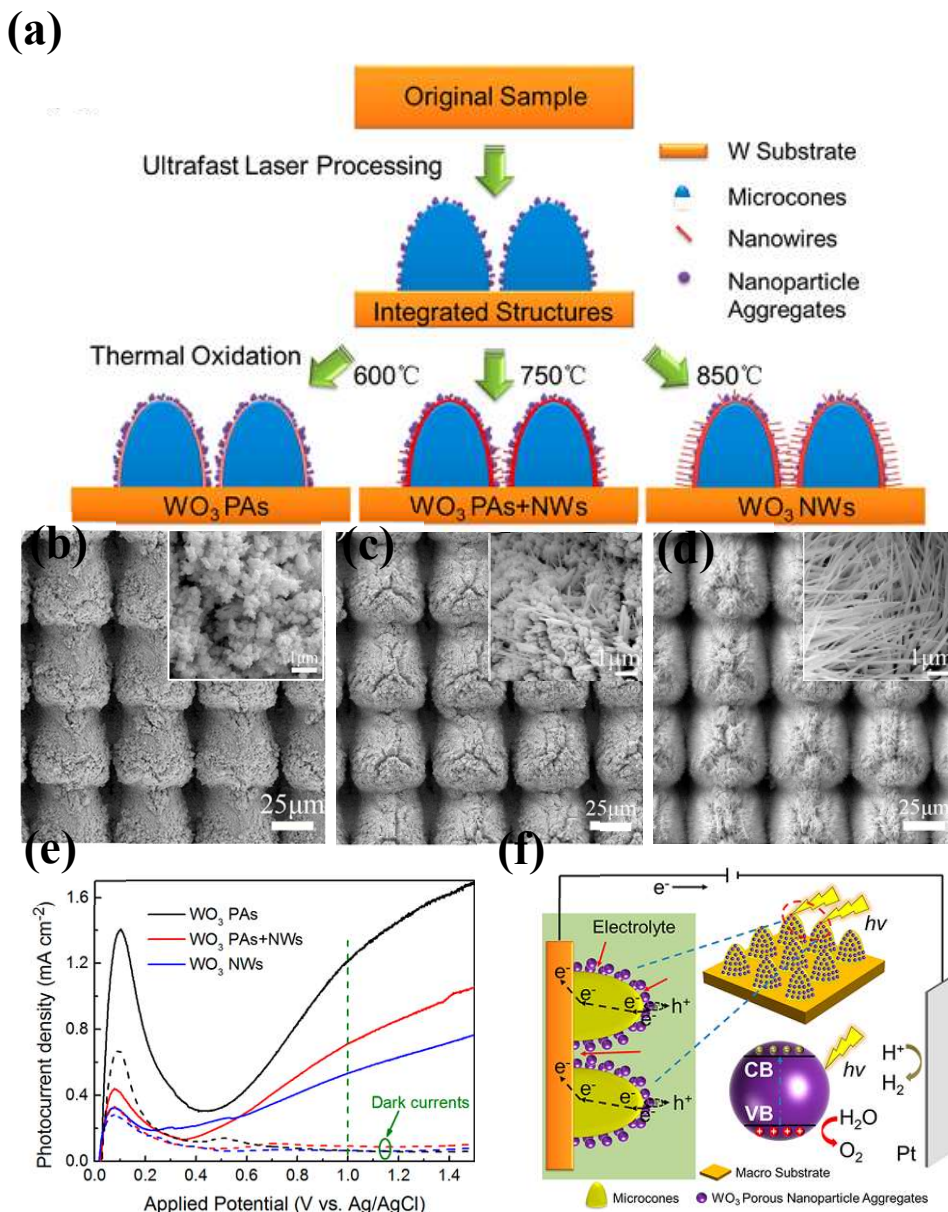 (a)
Original Sample
Ultrafast Laser Processing
W Substrate
Microcones
Nanowires
Nanoparticle
Aggregates
Integrated Structures
Thermal Oxidation
600℃
750℃
850℃
WO₃ PAs
WO₃ PAs+NWs
WO₃ NWs
(b)
1μm
25μm
(c)
1μm
25μm
(d)
1μm
25μm
(e)
Photocurrent density (mA cm⁻²)
1.6
1.2
0.8
0.4
0.0
WO₃ PAs
WO₃ PAs+NWs
WO₃ NWs
Dark currents
0.0 0.2 0.4 0.6 0.8 1.0 1.2 1.4
Applied Potential (V vs. Ag/AgCl)
(f)
e⁻
Electrolyte
hv
e⁻
e⁻
e⁻
e⁻
h⁺
e⁻
e⁻
e⁻
e⁻
h⁺
CB
VB
hv
H₂O
O₂
H⁺
H₂
Pt
Macro Substrate
Microcones
WO₃ Porous Nanoparticle Aggregates